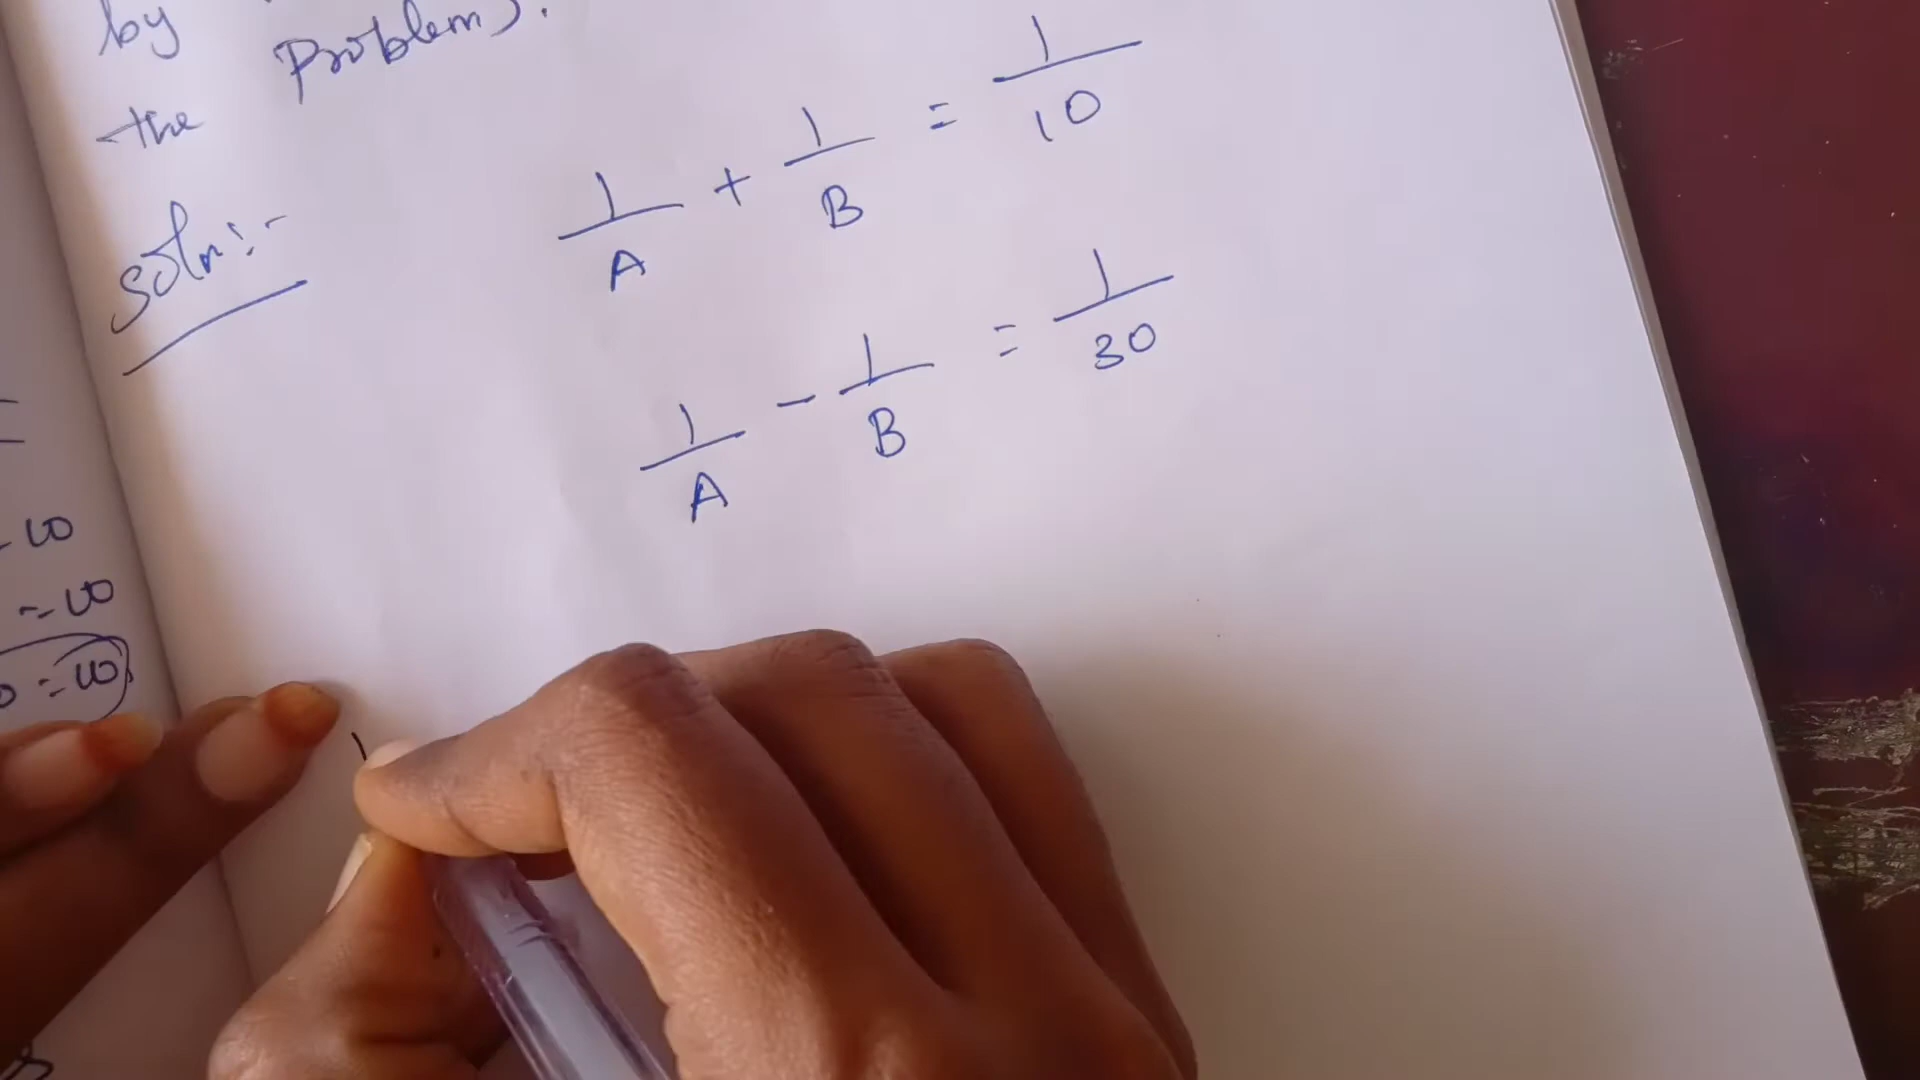 by
the Problem).
Soln:-
1/A + 1/B = 1/10
1/A - 1/B = 1/30